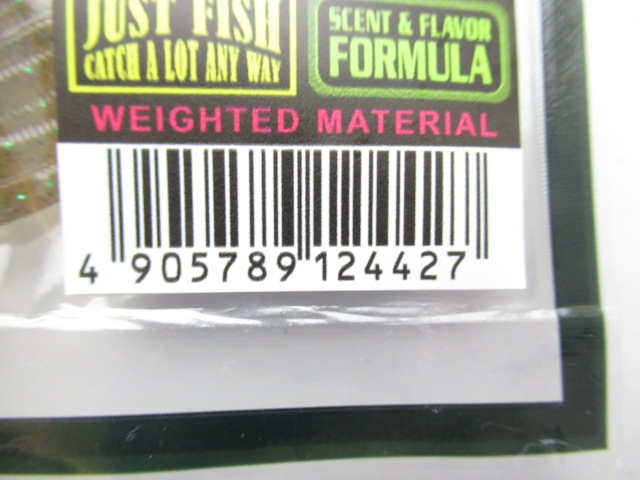 JUST FISH
CATCH A LOT ANY WAY
SCENT & FLAVOR
FORMULA
WEIGHTED MATERIAL
4 905789 124427